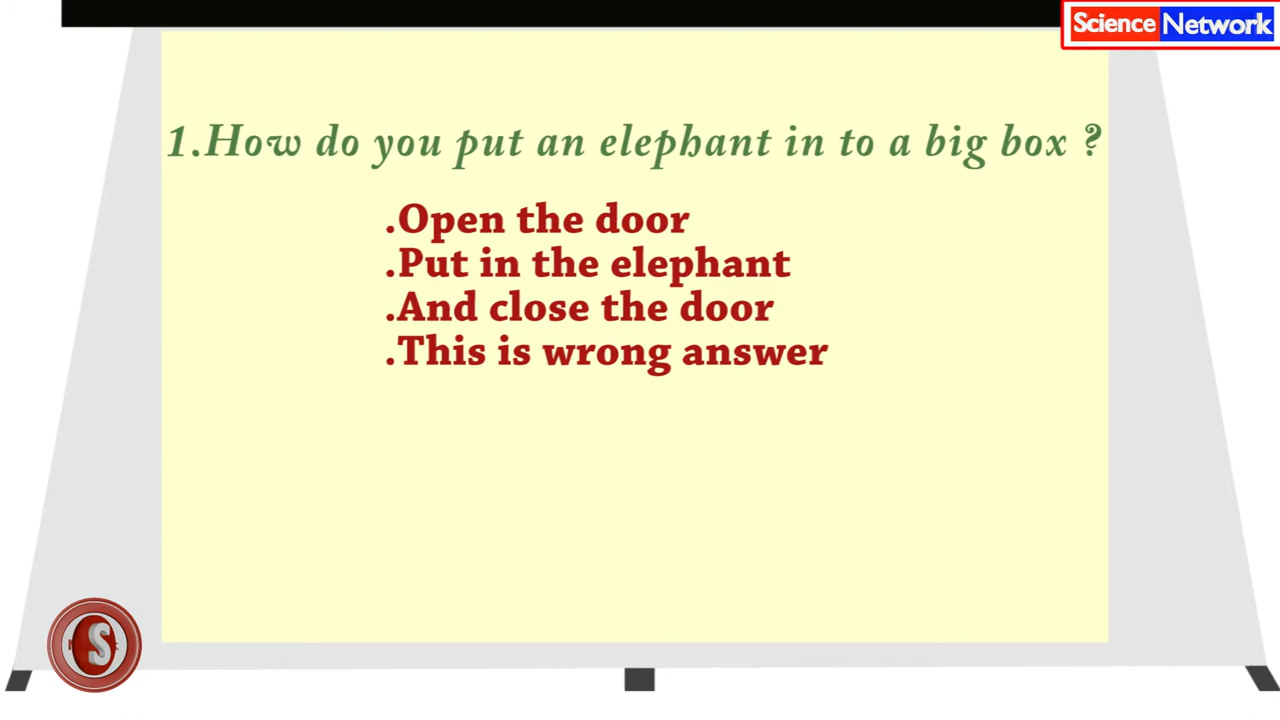 Science Network
1.How do you put an elephant in to a big box ?
.Open the door
.Put in the elephant
.And close the door
.This is wrong answer
S